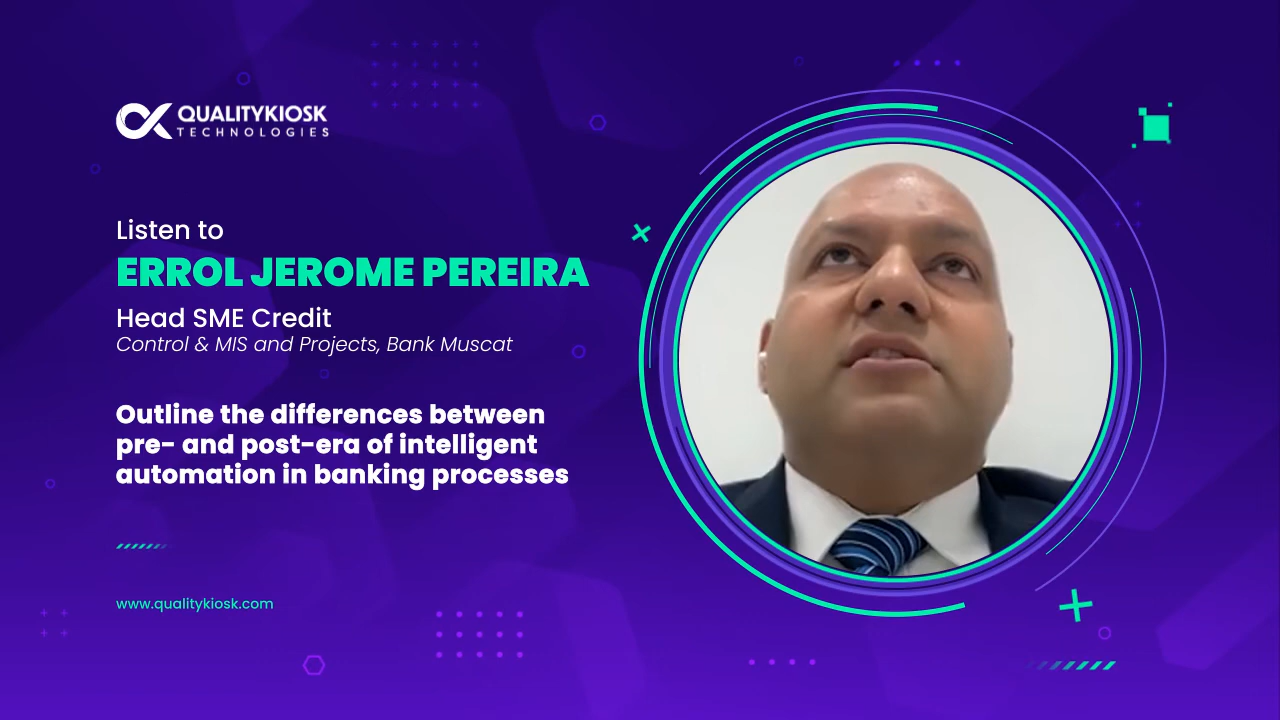 QUALITYKIOSK
TECHNOLOGIES
Listen to
ERROL JEROME PEREIRA
Head SME Credit
Control & MIS and Projects, Bank Muscat
Outline the differences between
pre- and post-era of intelligent
automation in banking processes
www.qualitykiosk.com